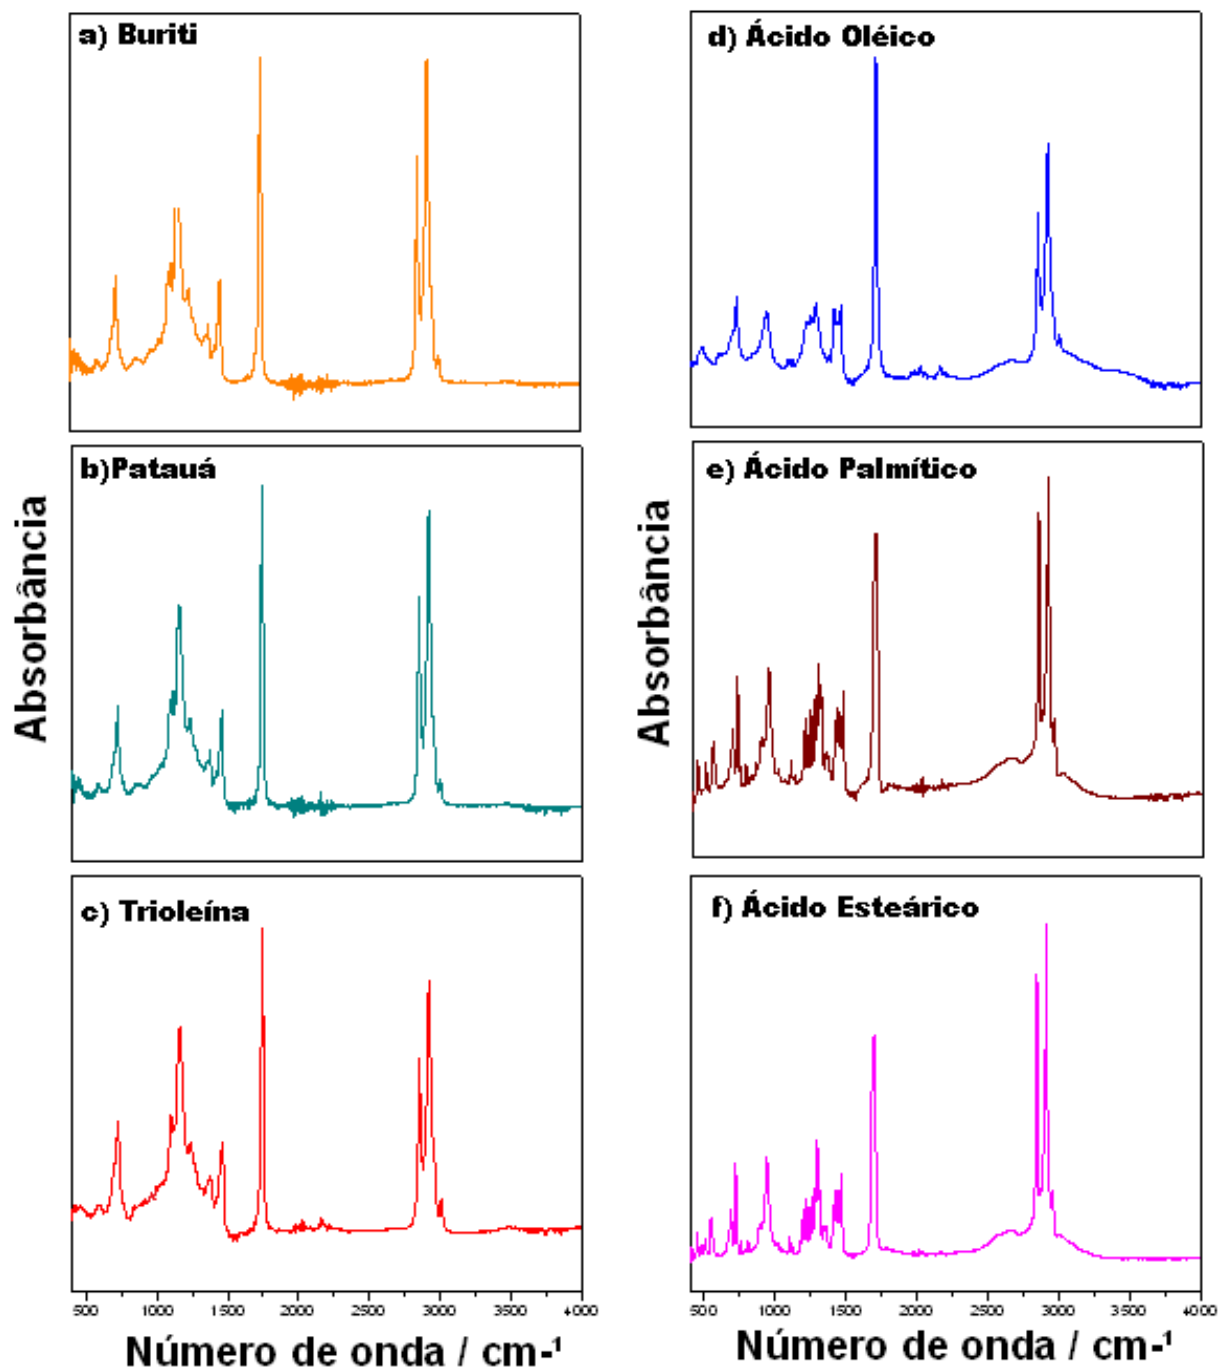 a) Buriti
b)Patauá
c) Trioleína
Absorbância
500 1000 1500 2000 2500 3000 3500 4000
Número de onda / cm-¹
d) Ácido Oléico
e) Ácido Palmítico
f) Ácido Esteárico
Absorbância
500 1000 1500 2000 2500 3000 3500 4000
Número de onda / cm-¹